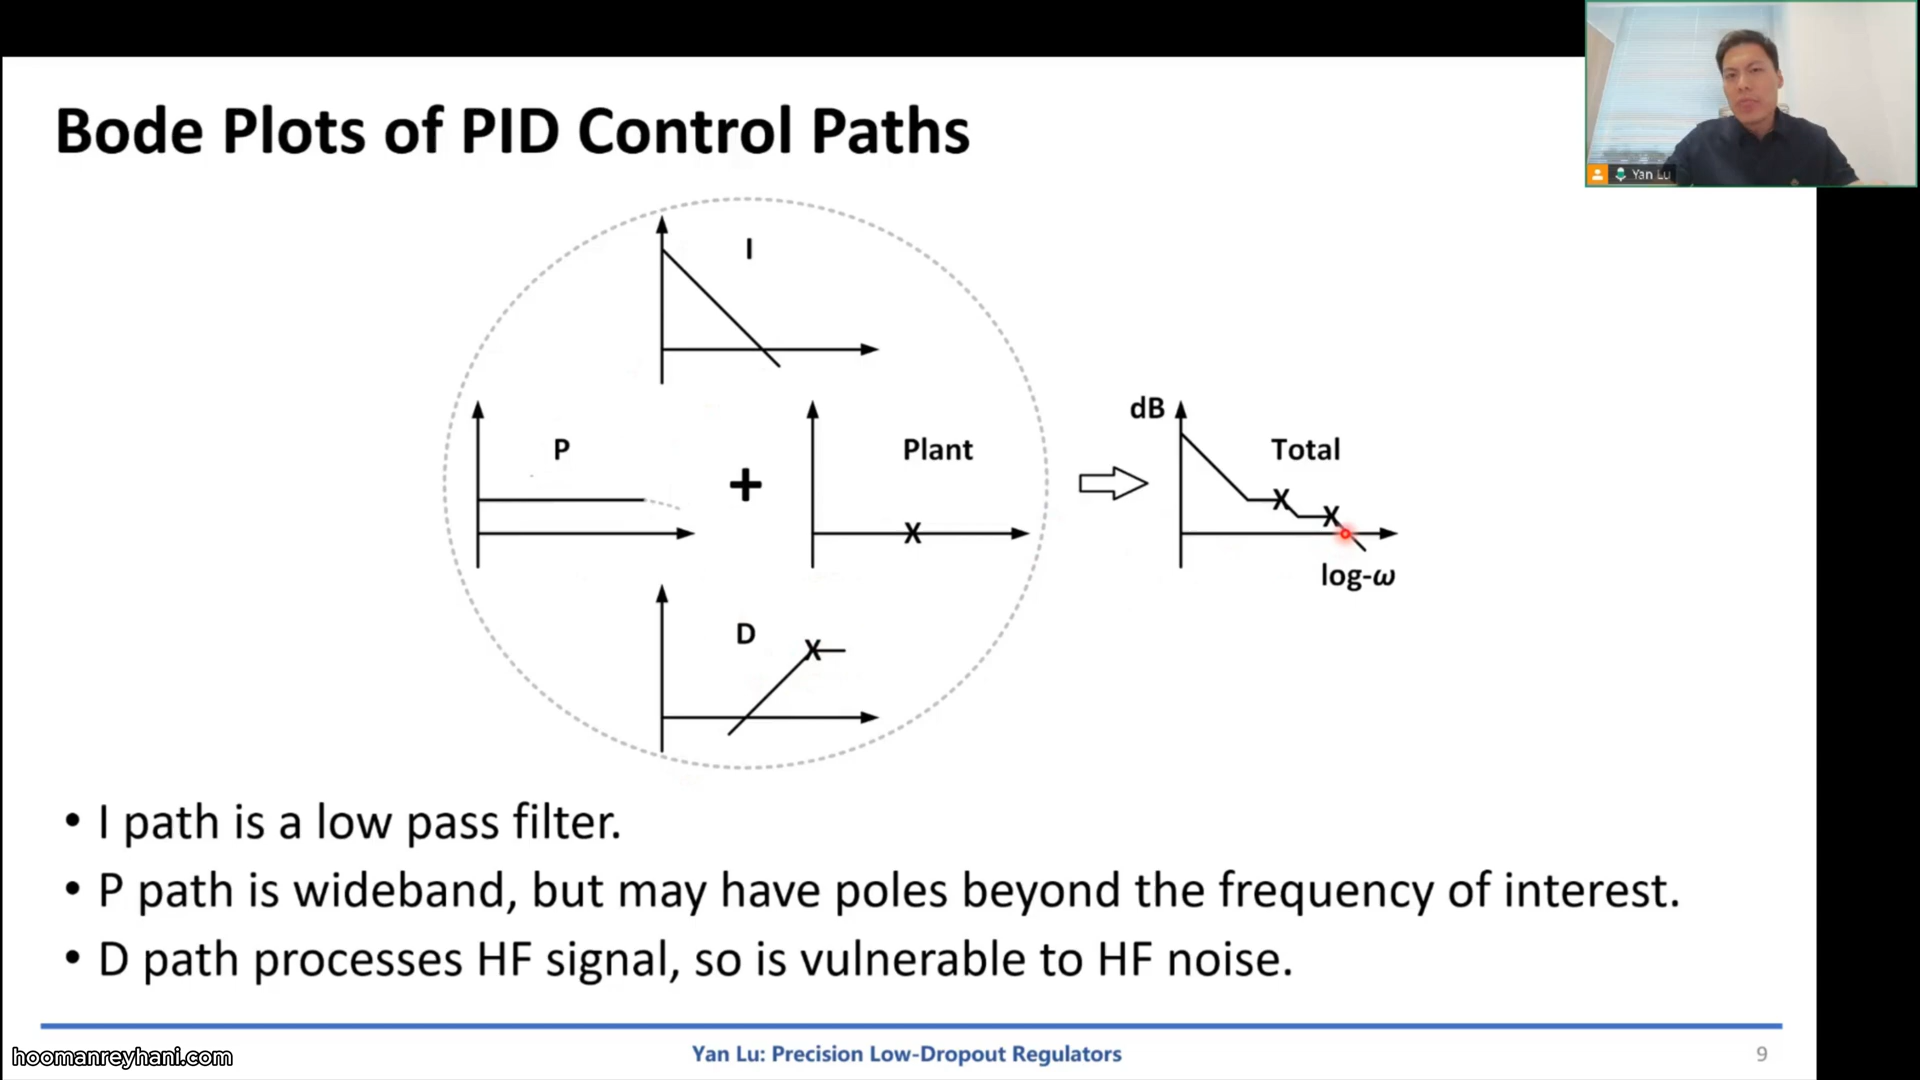 Bode Plots of PID Control Paths
Yan Lu
I
P
+
Plant
X
D
X
dB
Total
X
X
log-ω
• I path is a low pass filter.
• P path is wideband, but may have poles beyond the frequency of interest.
• D path processes HF signal, so is vulnerable to HF noise.
hoomanreyhani.com
Yan Lu: Precision Low-Dropout Regulators
9